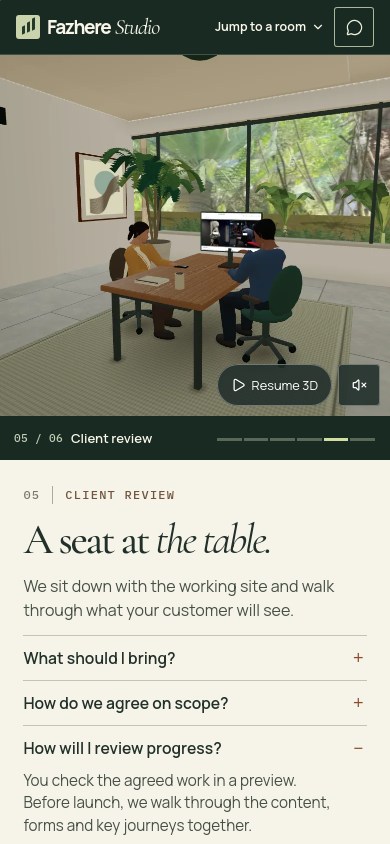 Fazhere Studio
Jump to a room
Resume 3D
05 / 06 Client review
05 CLIENT REVIEW
A seat at the table.
We sit down with the working site and walk
through what your customer will see.
What should I bring?
How do we agree on scope?
How will I review progress?
You check the agreed work in a preview.
Before launch, we walk through the content,
forms and key journeys together.